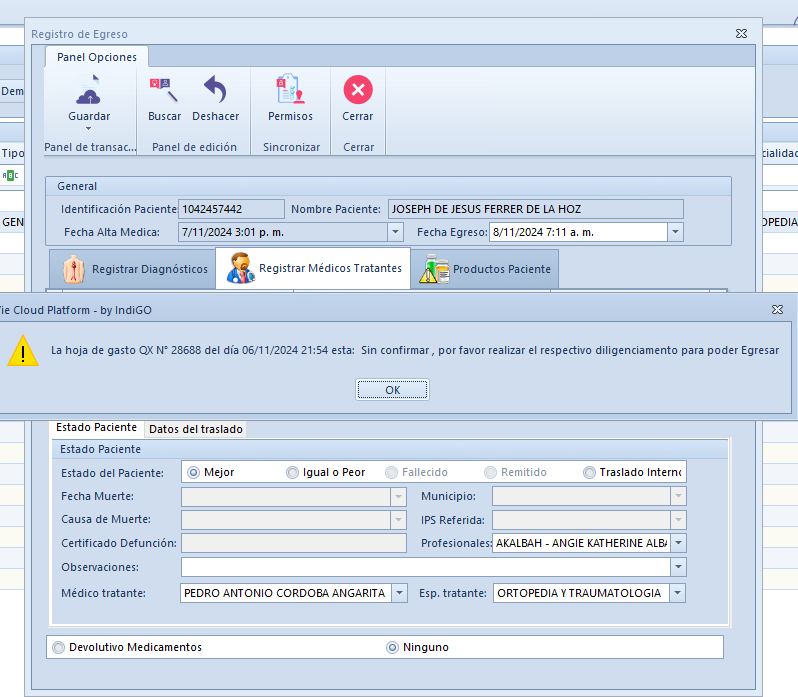 Registro de Egreso
Panel Opciones
Guardar
Buscar
Deshacer
Permisos
Cerrar
Panel de transac...
Panel de edición
Sincronizar
Cerrar
Dem
Tipo
GEN
cialidad
OPEDIA
General
Identificación Paciente 1042457442 Nombre Paciente: JOSEPH DE JESUS FERRER DE LA HOZ
Fecha Alta Medica: 7/11/2024 3:01 p. m. Fecha Egreso: 8/11/2024 7:11 a. m.
Registrar Diagnósticos
Registrar Médicos Tratantes
Productos Paciente
ie Cloud Platform - by IndiGO
La hoja de gasto QX N° 28688 del día 06/11/2024 21:54 esta: Sin confirmar , por favor realizar el respectivo diligenciamento para poder Egresar
OK
Estado Paciente Datos del traslado
Estado Paciente
Estado del Paciente: Mejor Igual o Peor Fallecido Remitido Traslado Interno
Fecha Muerte: Municipio:
Causa de Muerte: IPS Referida:
Certificado Defunción: Profesionales: AKALBAH - ANGIE KATHERINE ALBA
Observaciones:
Médico tratante: PEDRO ANTONIO CORDOBA ANGARITA Esp. tratante: ORTOPEDIA Y TRAUMATOLOGIA
Devolutivo Medicamentos Ninguno